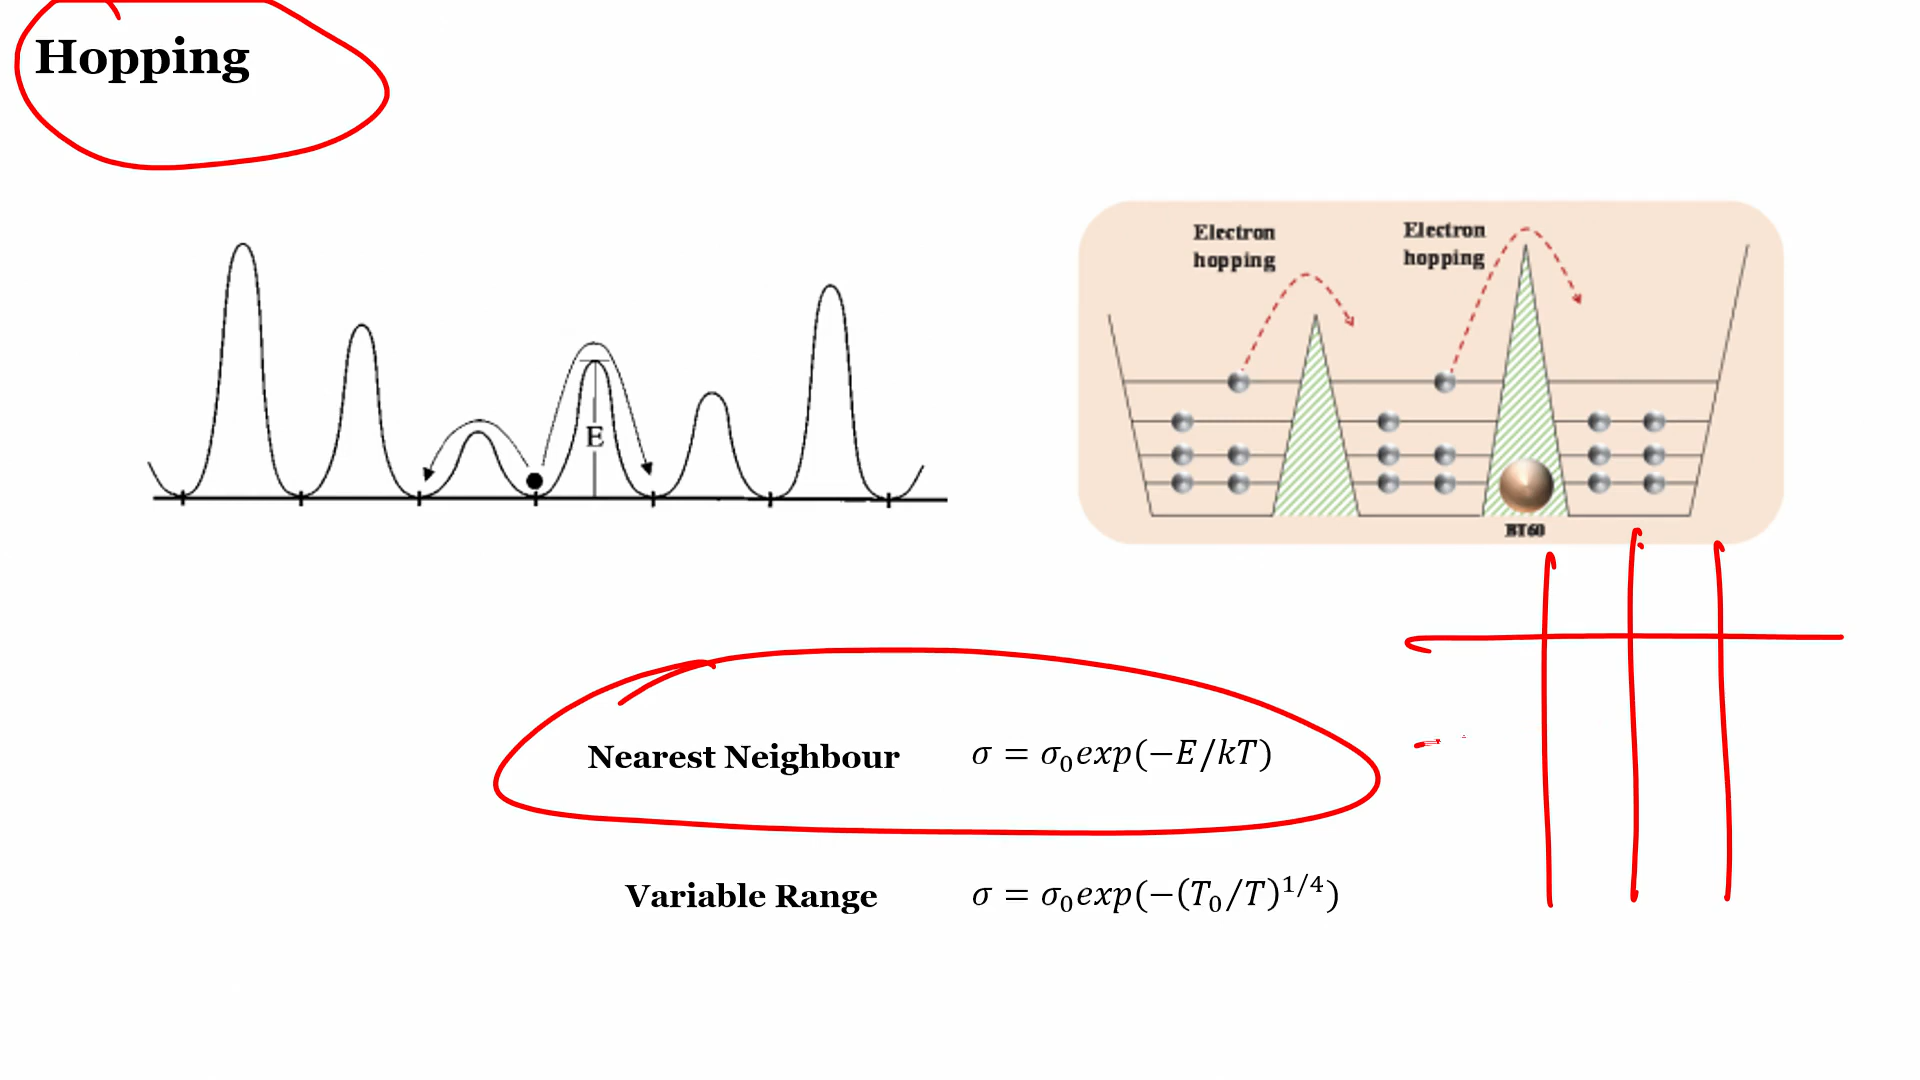 Hopping
Electron
hopping
Electron
hopping
E
BT60
Nearest Neighbour σ = σ₀exp(−E/kT)
Variable Range σ = σ₀exp(−(T₀/T)^{1/4})